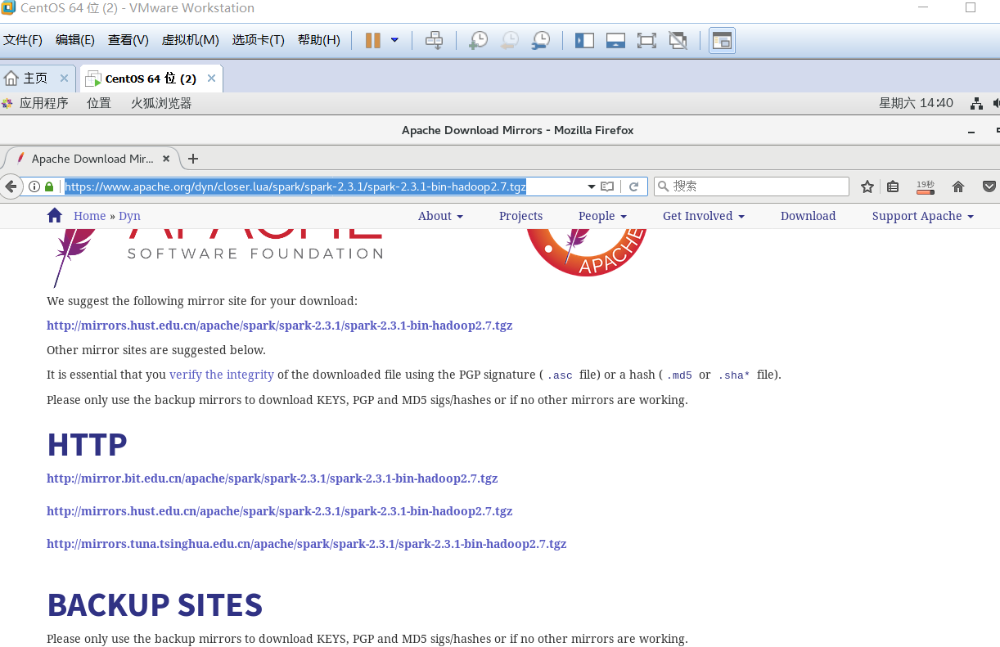 CentOS 64 位 (2) - VMware Workstation
文件(F) 编辑(E) 查看(V) 虚拟机(M) 选项卡(T) 帮助(H)
主页 CentOS 64 位 (2)
应用程序 位置 火狐浏览器 星期六 14:40
Apache Download Mirrors - Mozilla Firefox
Apache Download Mir...
https://www.apache.org/dyn/closer.lua/spark/spark-2.3.1/spark-2.3.1-bin-hadoop2.7.tgz 搜索 19秒
Home » Dyn About Projects People Get Involved Download Support Apache
APACHE
SOFTWARE FOUNDATION
APACHE
We suggest the following mirror site for your download:
http://mirrors.hust.edu.cn/apache/spark/spark-2.3.1/spark-2.3.1-bin-hadoop2.7.tgz
Other mirror sites are suggested below.
It is essential that you verify the integrity of the downloaded file using the PGP signature ( .asc file) or a hash ( .md5 or .sha* file).
Please only use the backup mirrors to download KEYS, PGP and MD5 sigs/hashes or if no other mirrors are working.
HTTP
http://mirror.bit.edu.cn/apache/spark/spark-2.3.1/spark-2.3.1-bin-hadoop2.7.tgz
http://mirrors.hust.edu.cn/apache/spark/spark-2.3.1/spark-2.3.1-bin-hadoop2.7.tgz
http://mirrors.tuna.tsinghua.edu.cn/apache/spark/spark-2.3.1/spark-2.3.1-bin-hadoop2.7.tgz
BACKUP SITES
Please only use the backup mirrors to download KEYS, PGP and MD5 sigs/hashes or if no other mirrors are working.